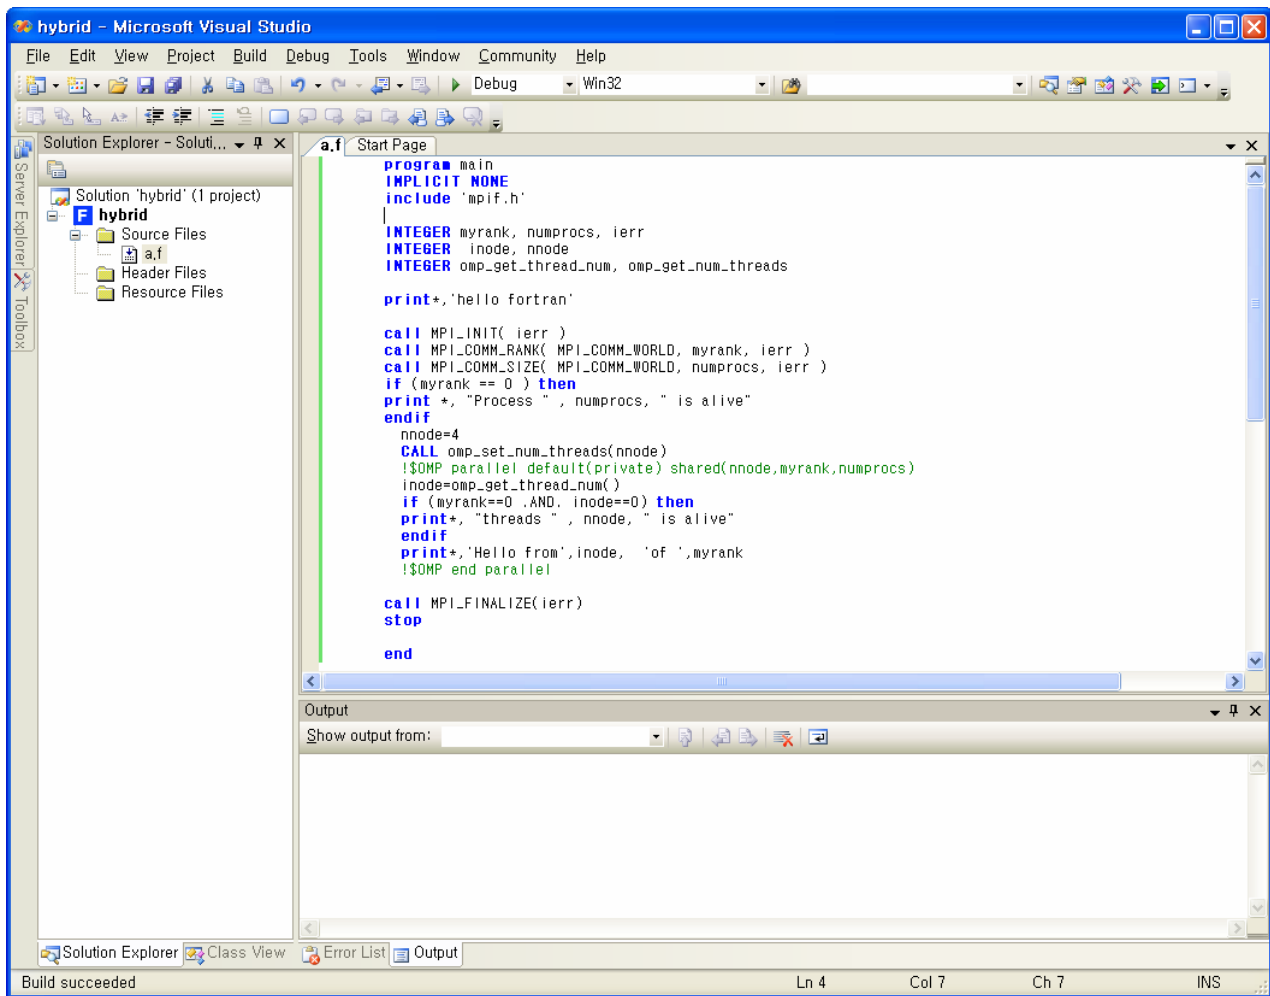 hybrid - Microsoft Visual Studio
File Edit View Project Build Debug Tools Window Community Help
Debug Win32
Solution Explorer - Soluti...
a.f Start Page
Server Explorer
Toolbox
Solution 'hybrid' (1 project)
hybrid
Source Files
a.f
Header Files
Resource Files
program main
IMPLICIT NONE
include 'mpif.h'
INTEGER myrank, numprocs, ierr
INTEGER  inode, nnode
INTEGER omp_get_thread_num, omp_get_num_threads
print*,'hello fortran'
call MPI_INIT( ierr )
call MPI_COMM_RANK( MPI_COMM_WORLD, myrank, ierr )
call MPI_COMM_SIZE( MPI_COMM_WORLD, numprocs, ierr )
if (myrank == 0 ) then
print *, "Process " , numprocs, " is alive"
endif
nnode=4
CALL omp_set_num_threads(nnode)
!$OMP parallel default(private) shared(nnode,myrank,numprocs)
inode=omp_get_thread_num()
if (myrank==0 .AND. inode==0) then
print*, "threads " , nnode, " is alive"
endif
print*,'Hello from',inode,  'of ',myrank
!$OMP end parallel
call MPI_FINALIZE(ierr)
stop
end
Output
Show output from:
Solution Explorer Class View Error List Output
Build succeeded Ln 4 Col 7 Ch 7 INS